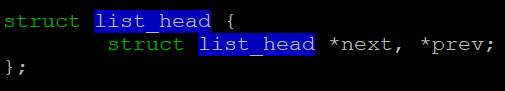 struct list_head {
        struct list_head *next, *prev;
};